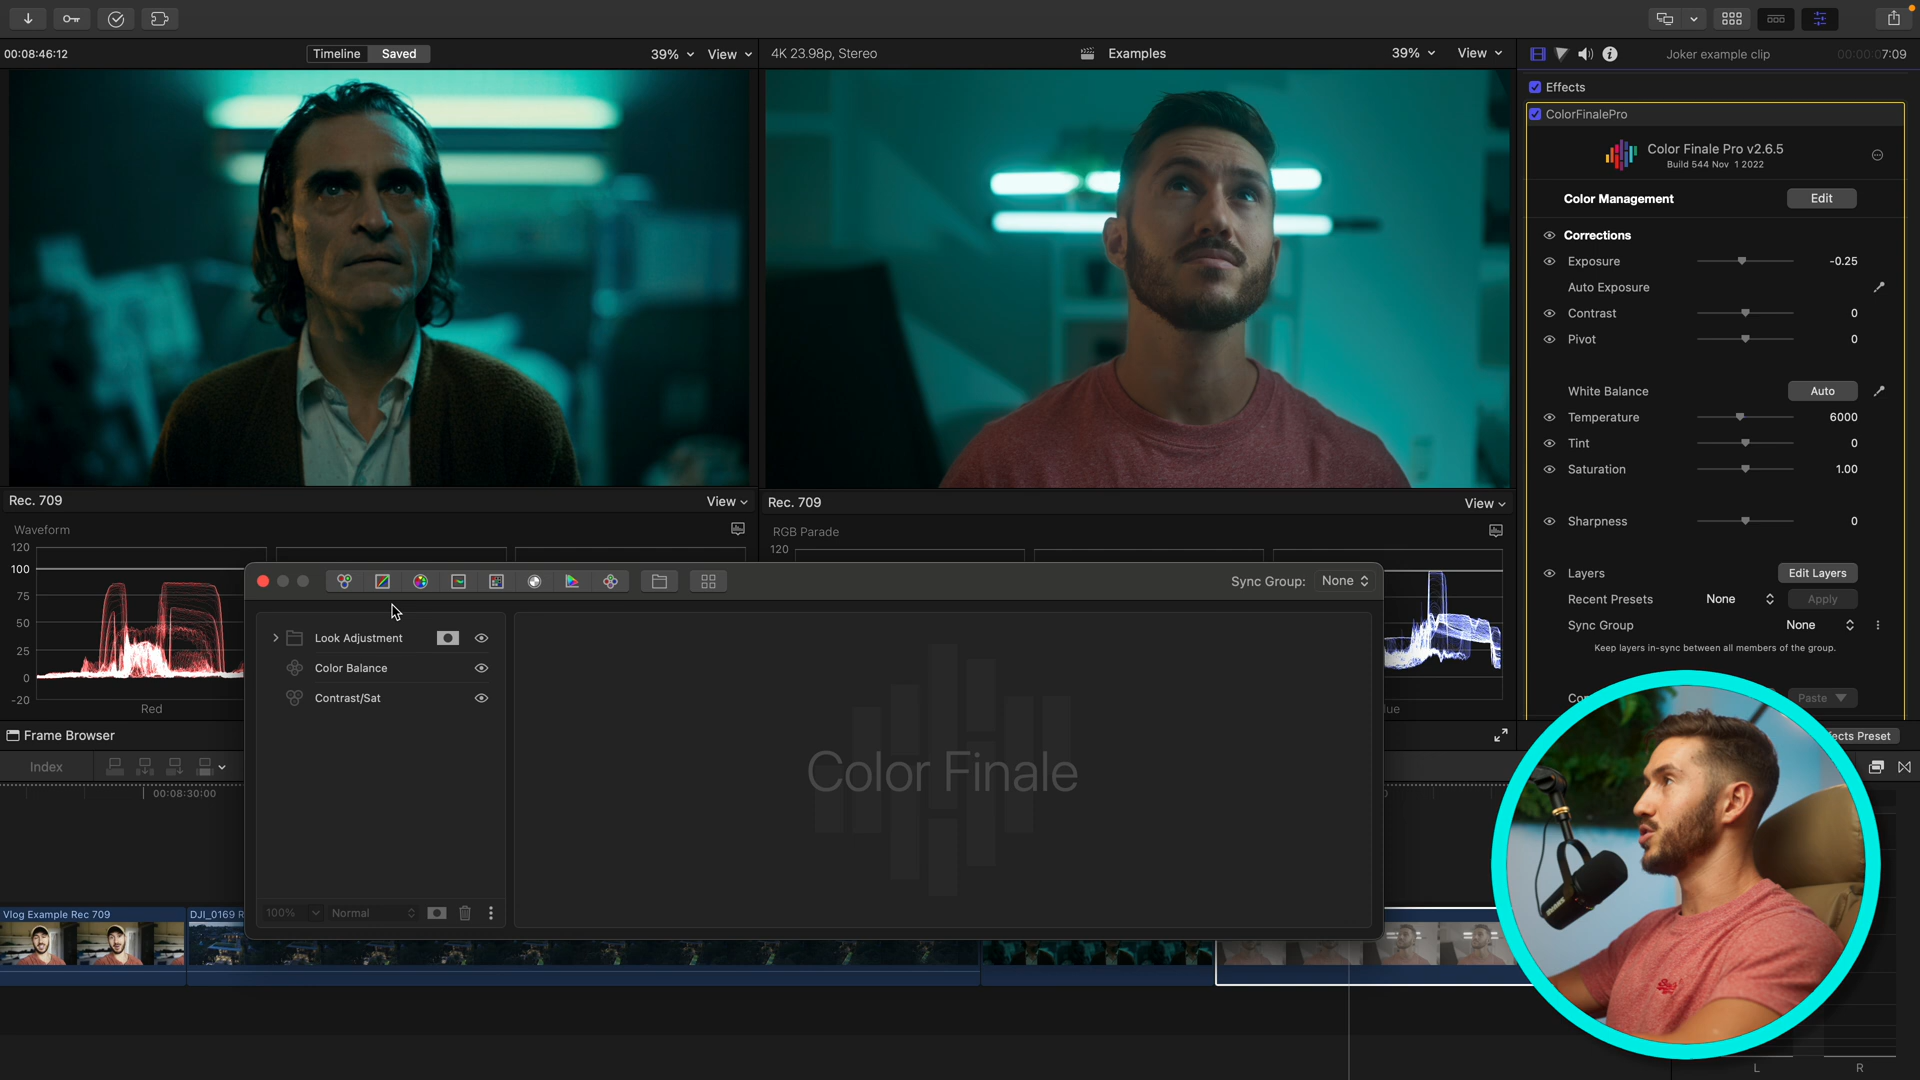 00:08:46:12
Timeline
Saved
39%
View
4K 23.98p, Stereo
Examples
39%
View
Joker example clip
00:00:07:09
Effects
ColorFinalePro
Color Finale Pro v2.6.5
Build 544 Nov 1 2022
Color Management
Edit
Corrections
Exposure
-0.25
Auto Exposure
Contrast
0
Pivot
0
White Balance
Auto
Temperature
6000
Tint
0
Saturation
1.00
Sharpness
0
Layers
Edit Layers
Recent Presets
None
Apply
Sync Group
None
Keep layers in-sync between all members of the group.
Paste
Rec. 709
View
Rec. 709
View
Waveform
RGB Parade
120
100
75
50
25
0
-20
Red
120
Sync Group:
None
Look Adjustment
Color Balance
Contrast/Sat
Color Finale
100%
Normal
Frame Browser
Index
00:08:30:00
Vlog Example Rec 709
DJI_0169 R
L
R